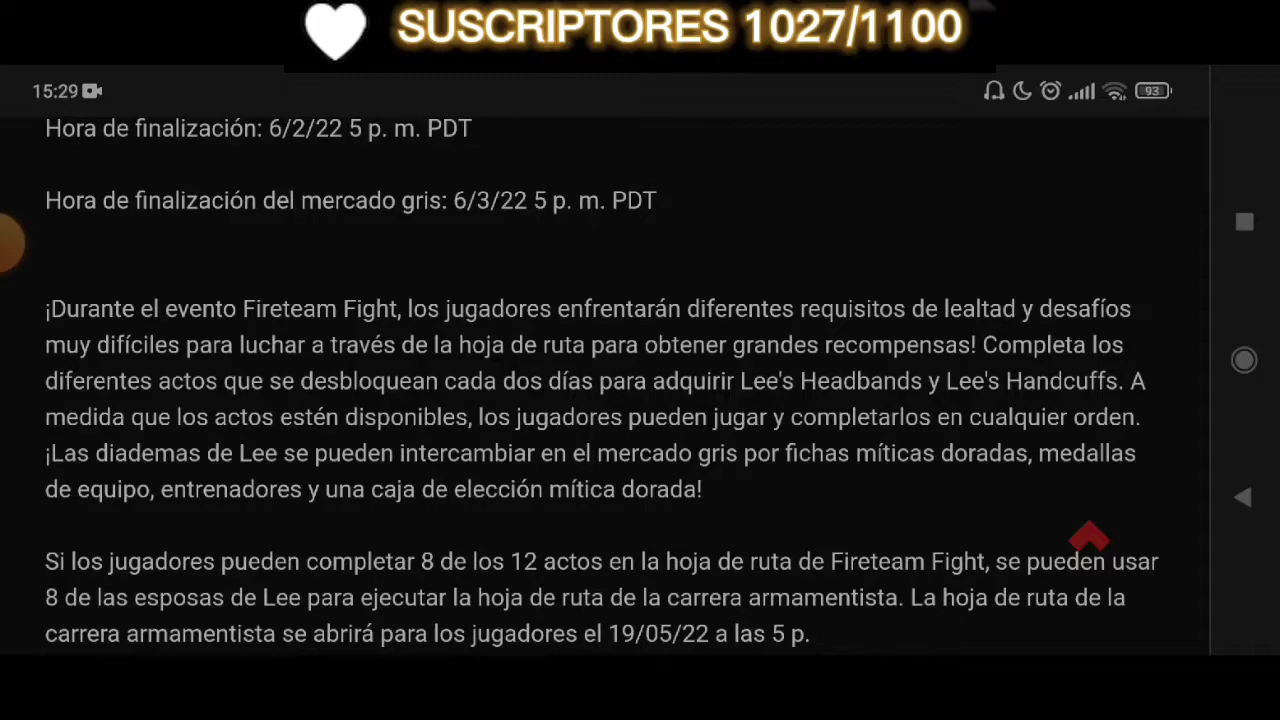 SUSCRIPTORES 1027/1100
15:29
93
Hora de finalización: 6/2/22 5 p. m. PDT
Hora de finalización del mercado gris: 6/3/22 5 p. m. PDT
¡Durante el evento Fireteam Fight, los jugadores enfrentarán diferentes requisitos de lealtad y desafíos
muy difíciles para luchar a través de la hoja de ruta para obtener grandes recompensas! Completa los
diferentes actos que se desbloquean cada dos días para adquirir Lee's Headbands y Lee's Handcuffs. A
medida que los actos estén disponibles, los jugadores pueden jugar y completarlos en cualquier orden.
¡Las diademas de Lee se pueden intercambiar en el mercado gris por fichas míticas doradas, medallas
de equipo, entrenadores y una caja de elección mítica dorada!
Si los jugadores pueden completar 8 de los 12 actos en la hoja de ruta de Fireteam Fight, se pueden usar
8 de las esposas de Lee para ejecutar la hoja de ruta de la carrera armamentista. La hoja de ruta de la
carrera armamentista se abrirá para los jugadores el 19/05/22 a las 5 p.